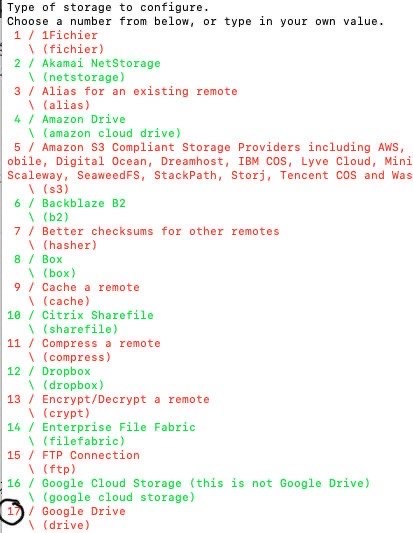 Type of storage to configure.
Choose a number from below, or type in your own value.
1 / 1Fichier
\ (fichier)
2 / Akamai NetStorage
\ (netstorage)
3 / Alias for an existing remote
\ (alias)
4 / Amazon Drive
\ (amazon cloud drive)
5 / Amazon S3 Compliant Storage Providers including AWS,
obile, Digital Ocean, Dreamhost, IBM COS, Lyve Cloud, Mini
Scaleway, SeaweedFS, StackPath, Storj, Tencent COS and Was
\ (s3)
6 / Backblaze B2
\ (b2)
7 / Better checksums for other remotes
\ (hasher)
8 / Box
\ (box)
9 / Cache a remote
\ (cache)
10 / Citrix Sharefile
\ (sharefile)
11 / Compress a remote
\ (compress)
12 / Dropbox
\ (dropbox)
13 / Encrypt/Decrypt a remote
\ (crypt)
14 / Enterprise File Fabric
\ (filefabric)
15 / FTP Connection
\ (ftp)
16 / Google Cloud Storage (this is not Google Drive)
\ (google cloud storage)
17 / Google Drive
\ (drive)